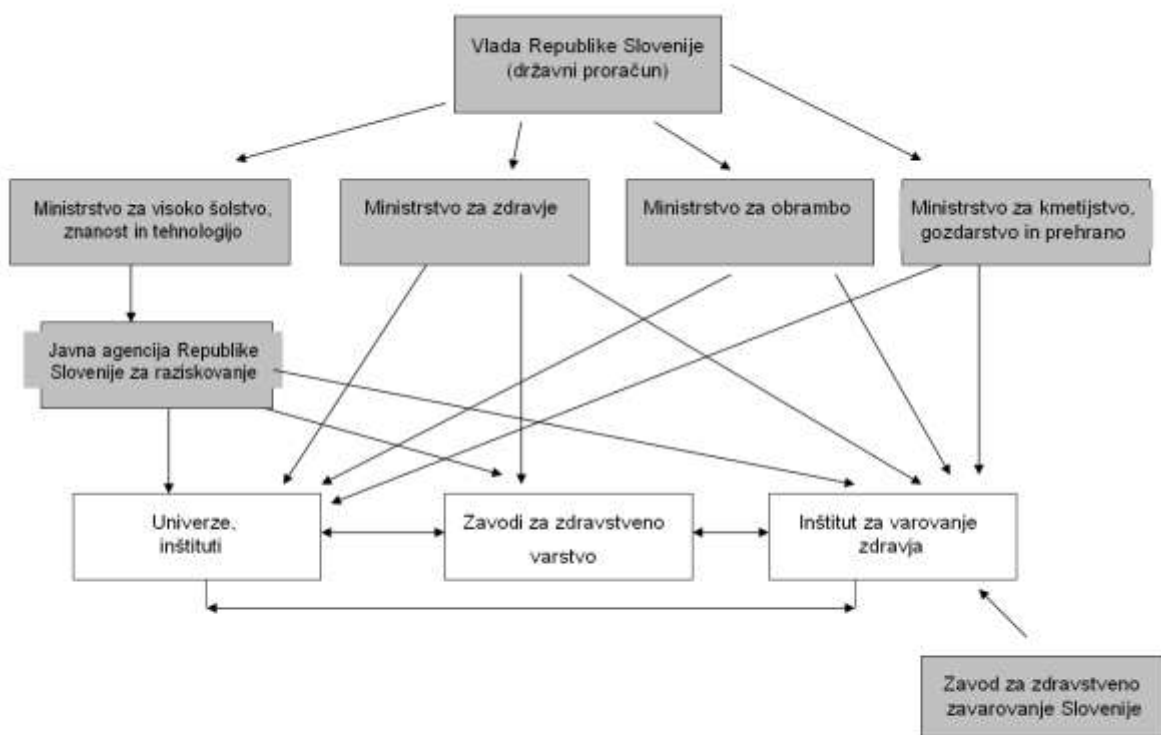 Vlada Republike Slovenije
(državni proračun)
Ministrstvo za visoko šolstvo,
znanost in tehnologijo
Ministrstvo za zdravje
Ministrstvo za obrambo
Ministrstvo za kmetijstvo,
gozdarstvo in prehrano
Javna agencija Republike
Slovenije za raziskovanje
Univerze,
inštituti
Zavodi za zdravstveno
varstvo
Inštitut za varovanje
zdravja
Zavod za zdravstveno
zavarovanje Slovenije